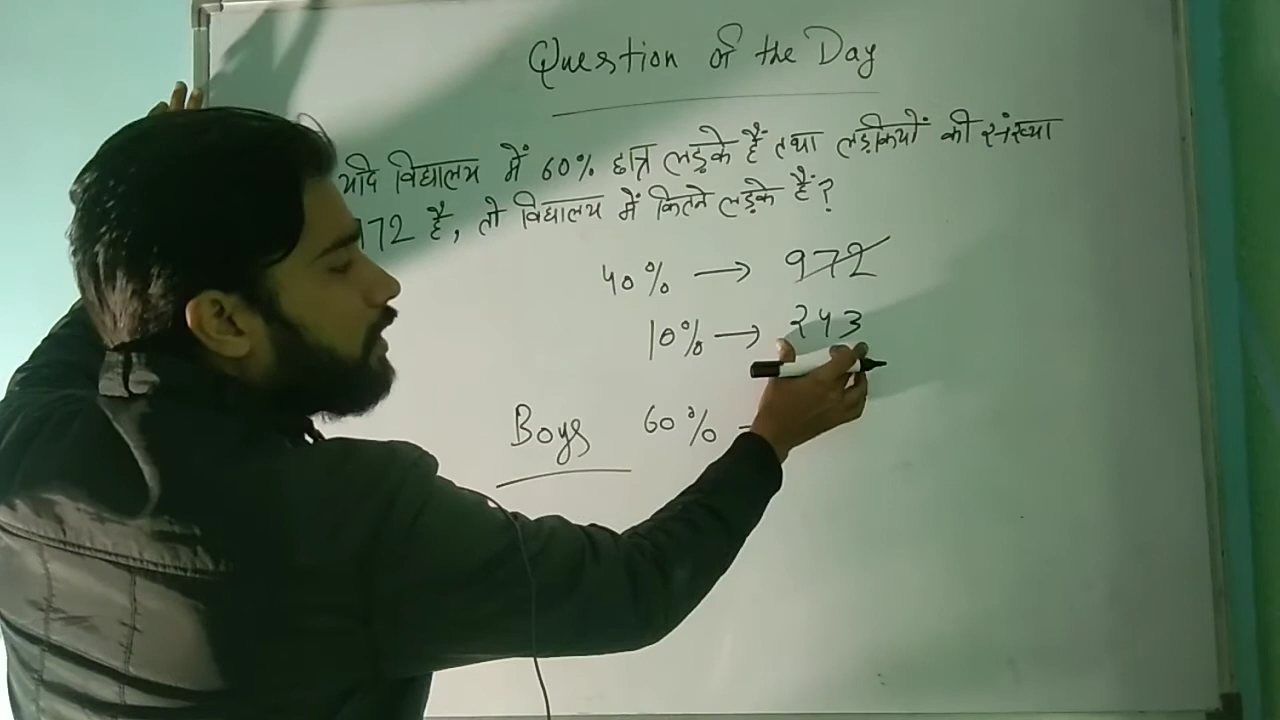 Question of the Day
यदि विद्यालय में 60% छात्र लड़के हैं तथा लड़कियों की संख्या
972 है, तो विद्यालय में कितने लड़के हैं?
40% → 972
10% → 243
Boys 60% -